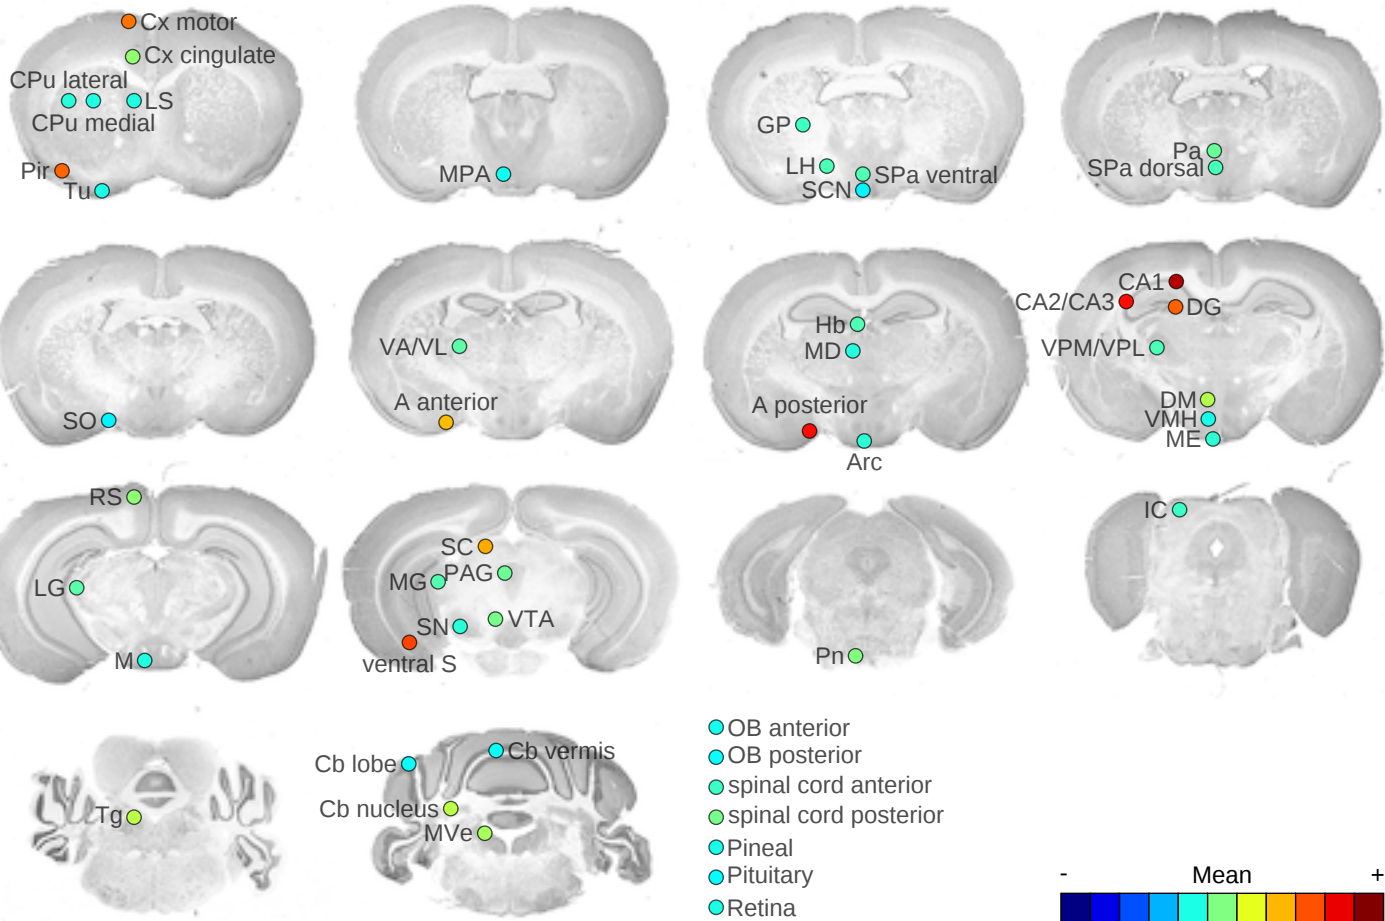 Cx motor
Cx cingulate
CPu lateral
LS
CPu medial
Pir
Tu
MPA
GP
LH
SPa ventral
SCN
Pa
SPa dorsal
SO
VA/VL
A anterior
Hb
MD
A posterior
Arc
CA1
CA2/CA3
DG
VPM/VPL
DM
VMH
ME
RS
LG
M
SC
MG
PAG
SN
VTA
ventral S
Pn
IC
Tg
Cb lobe
Cb vermis
Cb nucleus
MVe
OB anterior
OB posterior
spinal cord anterior
spinal cord posterior
Pineal
Pituitary
Retina
- Mean +